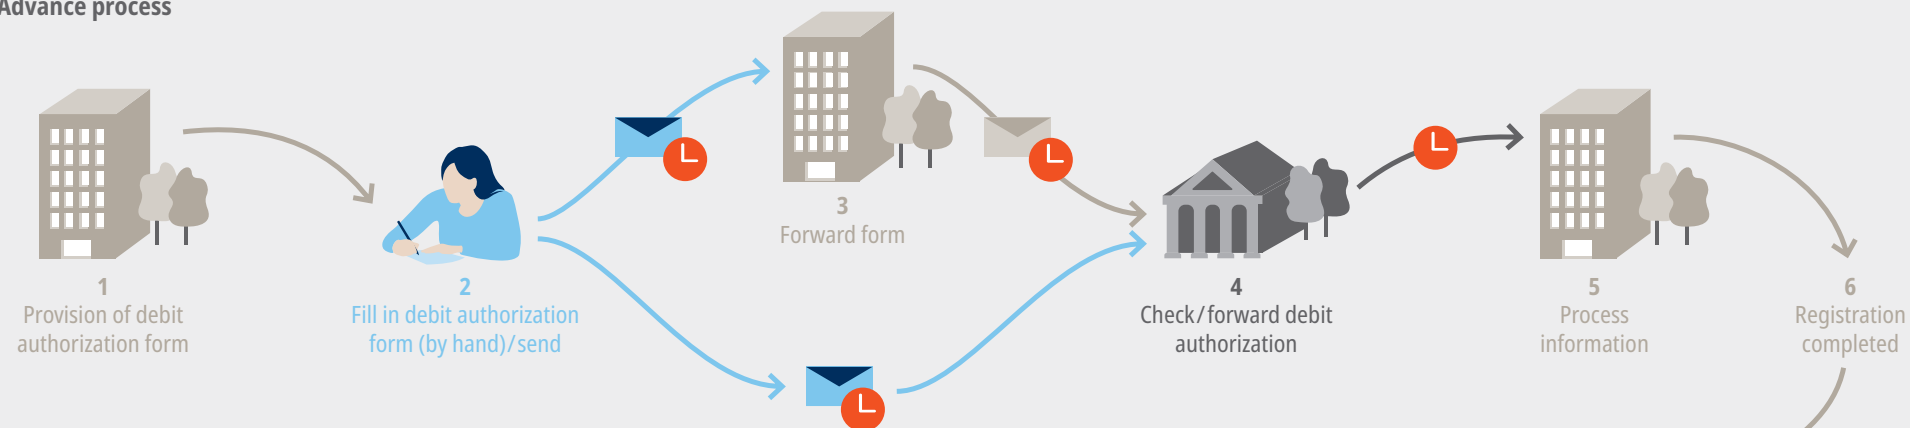 Advance process
1
Provision of debit
authorization form
2
Fill in debit authorization
form (by hand)/send
3
Forward form
4
Check/forward debit
authorization
5
Process
information
6
Registration
completed